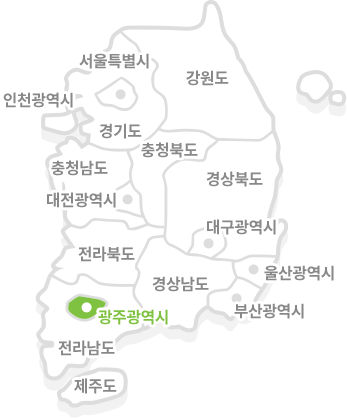 서울특별시
강원도
인천광역시
경기도
충청북도
충청남도
경상북도
대전광역시
대구광역시
전라북도
울산광역시
경상남도
부산광역시
광주광역시
전라남도
제주도